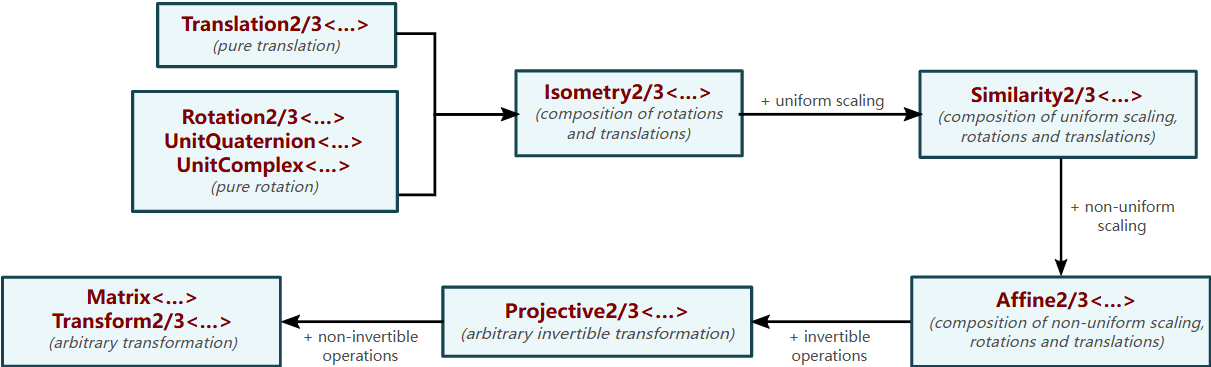 Translation2/3<...>
(pure translation)
Rotation2/3<...>
UnitQuaternion<...>
UnitComplex<...>
(pure rotation)
Isometry2/3<...>
(composition of rotations
and translations)
+ uniform scaling
Similarity2/3<...>
(composition of uniform scaling,
rotations and translations)
+ non-uniform
scaling
Affine2/3<...>
(composition of non-uniform scaling,
rotations and translations)
+ invertible
operations
Projective2/3<...>
(arbitrary invertible transformation)
+ non-invertible
operations
Matrix<...>
Transform2/3<...>
(arbitrary transformation)